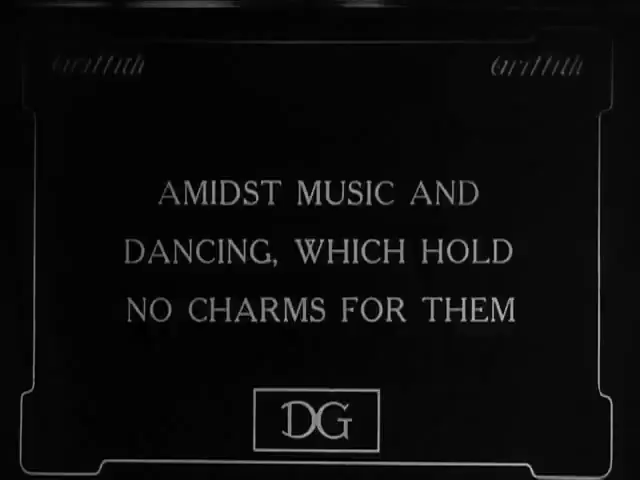 Griffith Griffith
AMIDST MUSIC AND
DANCING, WHICH HOLD
NO CHARMS FOR THEM
DG